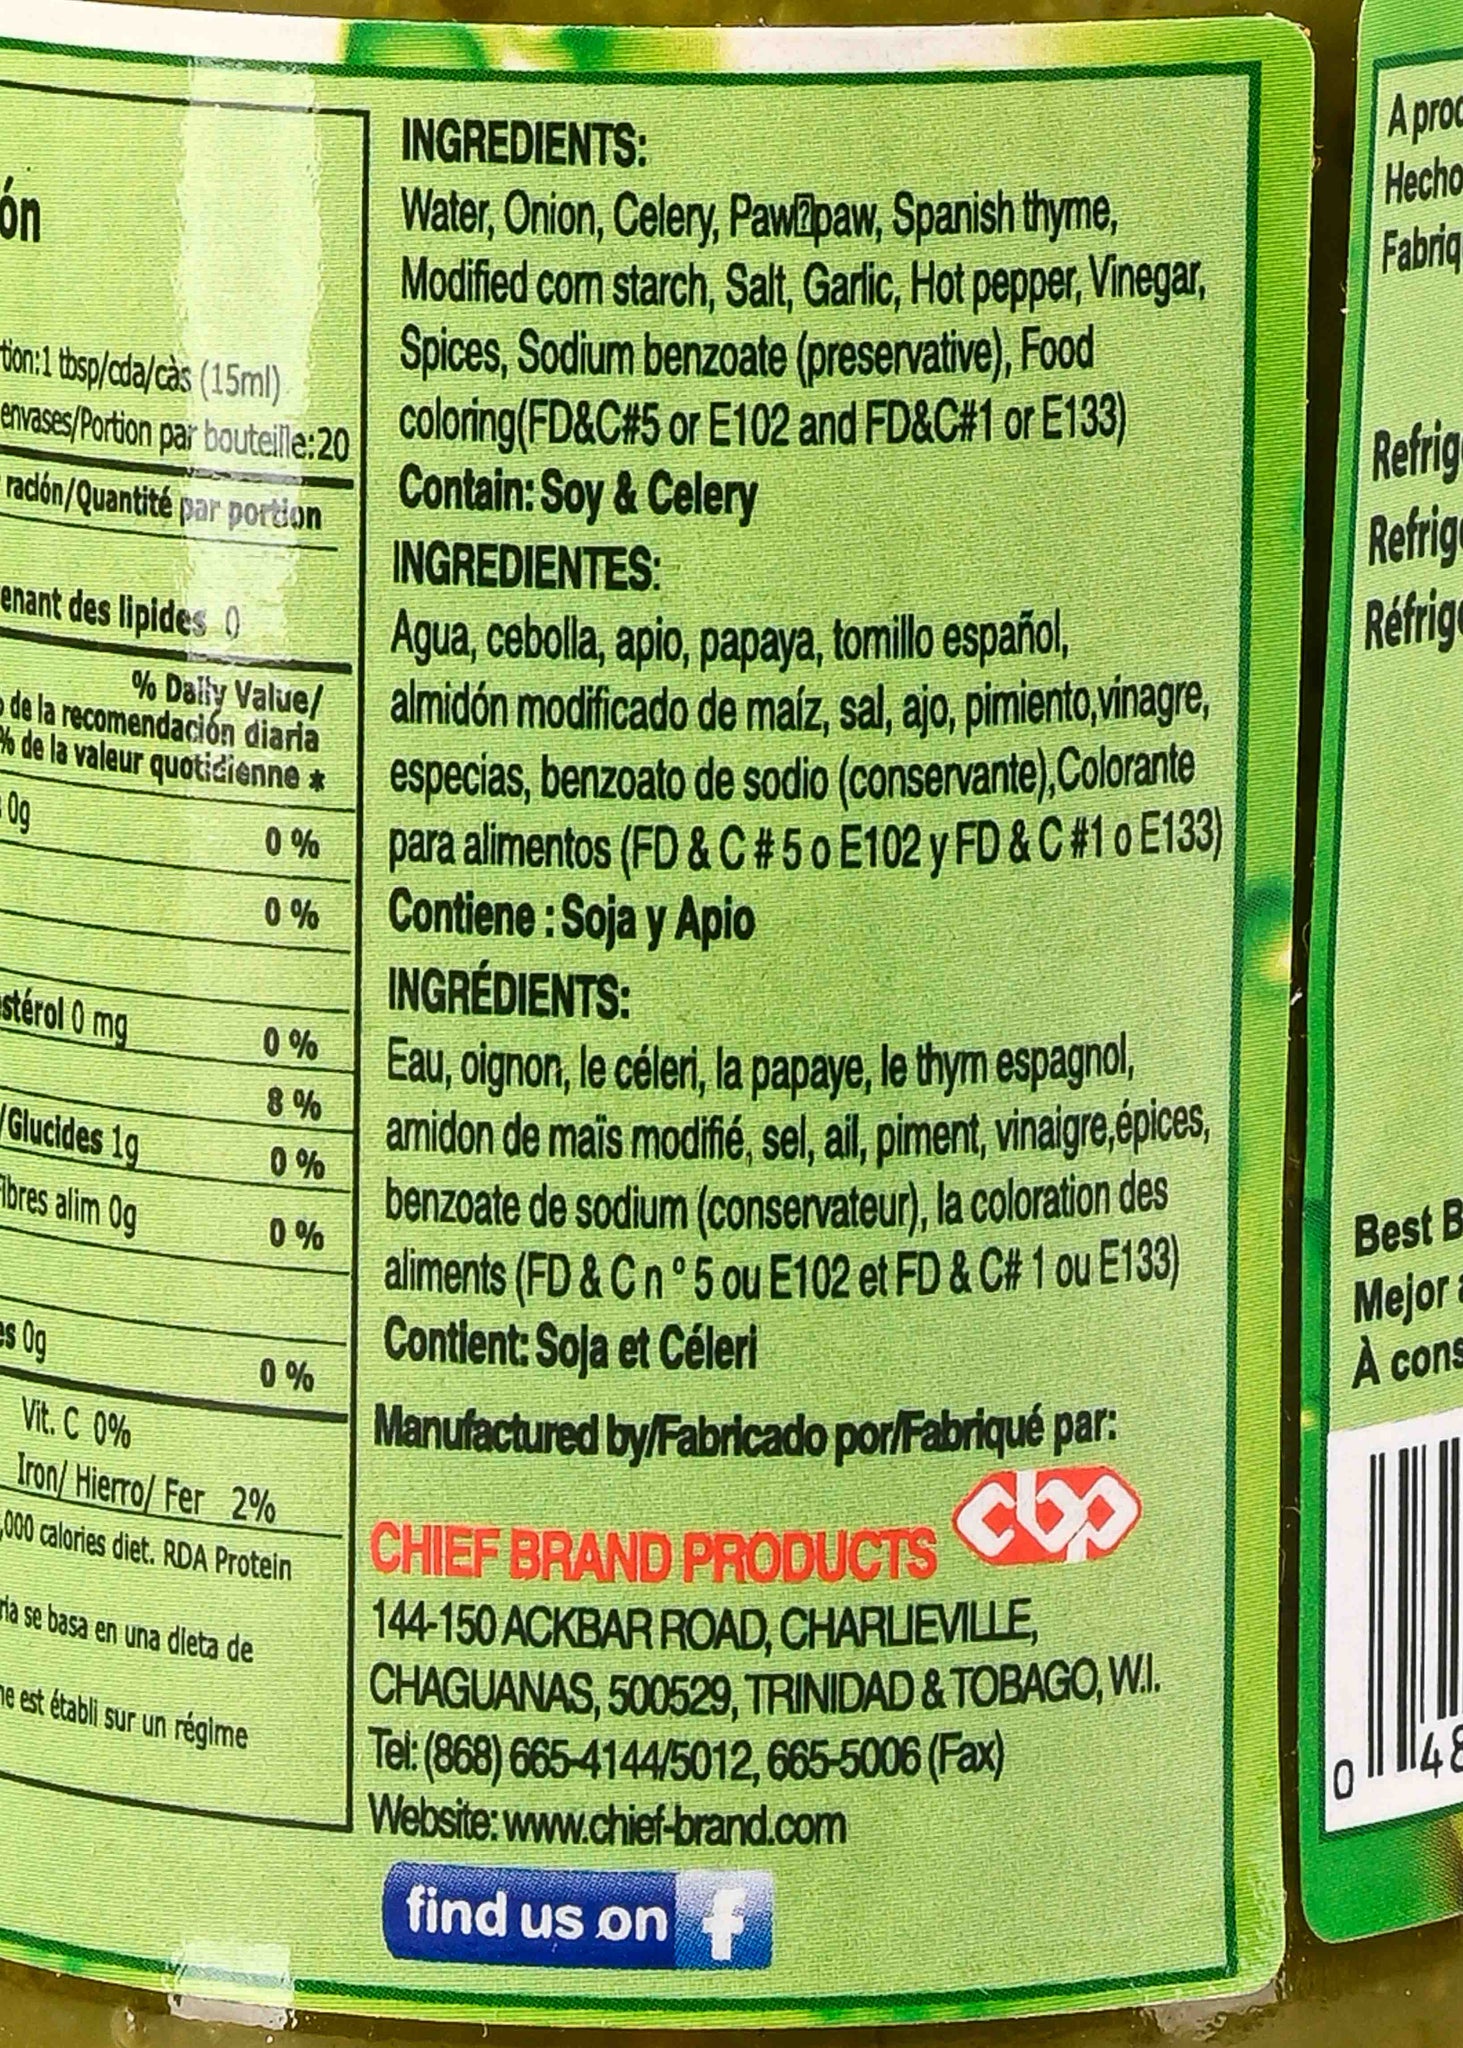 ón
tion:1 tbsp/cda/càs (15ml)
envases/Portion par bouteille:20
ración/Quantité par portion
enant des lipides 0
% Daily Value/
de la recomendación diaria
% de la valeur quotidienne *
0g
0 %
0 %
stérol 0 mg
0 %
8 %
/Glucides 1g
0 %
ibres alim 0g
0 %
es 0g
0 %
Vit. C 0%
Iron/ Hierro/ Fer 2%
,000 calories diet. RDA Protein
ria se basa en una dieta de
ne est établi sur un régime
INGREDIENTS:
Water, Onion, Celery, Paw�paw, Spanish thyme,
Modified corn starch, Salt, Garlic, Hot pepper, Vinegar,
Spices, Sodium benzoate (preservative), Food
coloring(FD&C#5 or E102 and FD&C#1 or E133)
Contain: Soy & Celery
INGREDIENTES:
Agua, cebolla, apio, papaya, tomillo español,
almidón modificado de maíz, sal, ajo, pimiento,vinagre,
especias, benzoato de sodio (conservante),Colorante
para alimentos (FD & C # 5 o E102 y FD & C #1 o E133)
Contiene : Soja y Apio
INGRÉDIENTS:
Eau, oignon, le céleri, la papaye, le thym espagnol,
amidon de maïs modifié, sel, ail, piment, vinaigre,épices,
benzoate de sodium (conservateur), la coloration des
aliments (FD & C n ° 5 ou E102 et FD & C# 1 ou E133)
Contient: Soja et Céleri
Manufactured by/Fabricado por/Fabriqué par:
cbp
CHIEF BRAND PRODUCTS
144-150 ACKBAR ROAD, CHARLIEVILLE,
CHAGUANAS, 500529, TRINIDAD & TOBAGO, W.I.
Tel: (868) 665-4144/5012, 665-5006 (Fax)
Website: www.chief-brand.com
find us on f
A proc
Hecho
Fabriq
Refrige
Refrige
Réfrige
Best B
Mejor a
À cons
0 48